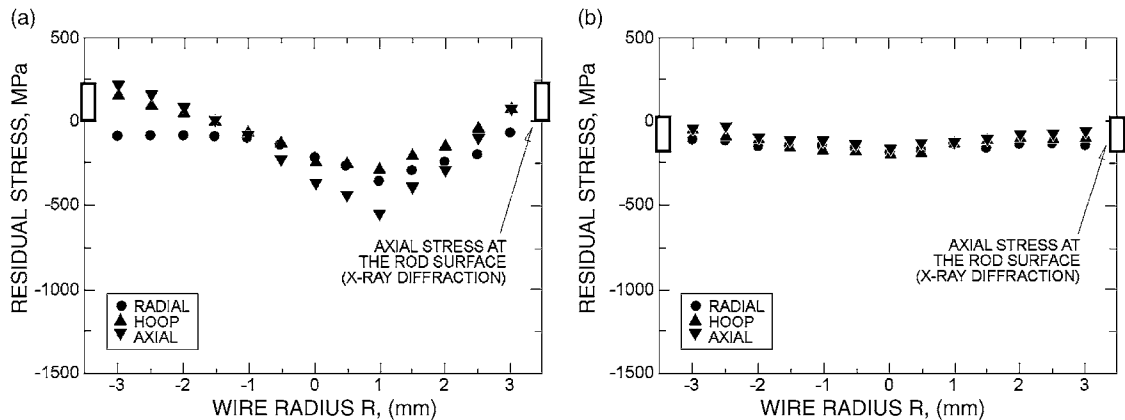 (a)
500
0
-500
-1000
-1500
RESIDUAL STRESS, MPa
AXIAL STRESS AT
THE ROD SURFACE
(X-RAY DIFFRACTION)
RADIAL
HOOP
AXIAL
-3 -2 -1 0 1 2 3
WIRE RADIUS R, (mm)
(b)
500
0
-500
-1000
-1500
RESIDUAL STRESS, MPa
AXIAL STRESS AT
THE ROD SURFACE
(X-RAY DIFFRACTION)
RADIAL
HOOP
AXIAL
-3 -2 -1 0 1 2 3
WIRE RADIUS R, (mm)